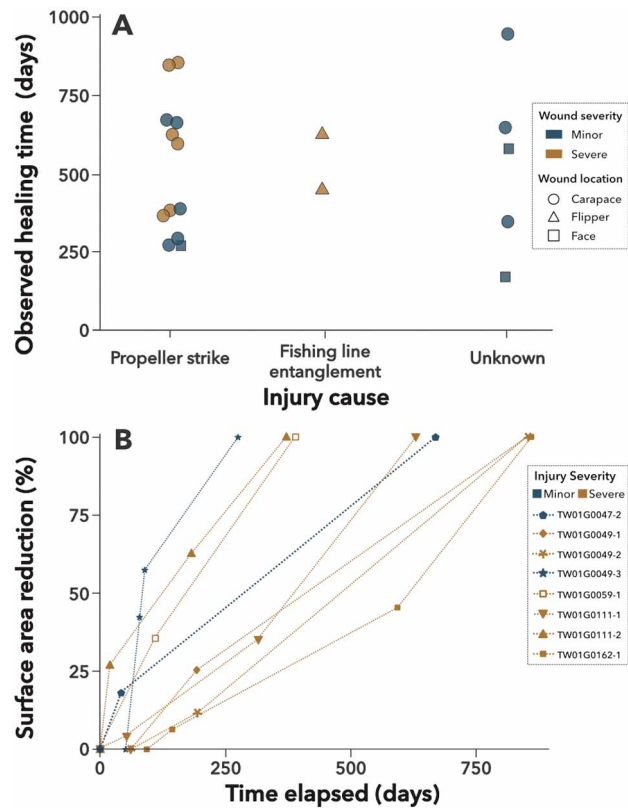 A
Observed healing time (days)
1000
750
500
250
0
Propeller strike
Fishing line
entanglement
Unknown
Injury cause
Wound severity
Minor
Severe
Wound location
Carapace
Flipper
Face
B
Surface area reduction (%)
100
75
50
25
0
0
250
500
750
Time elapsed (days)
Injury Severity
Minor Severe
TW01G0047-2
TW01G0049-1
TW01G0049-2
TW01G0049-3
TW01G0059-1
TW01G0111-1
TW01G0111-2
TW01G0162-1